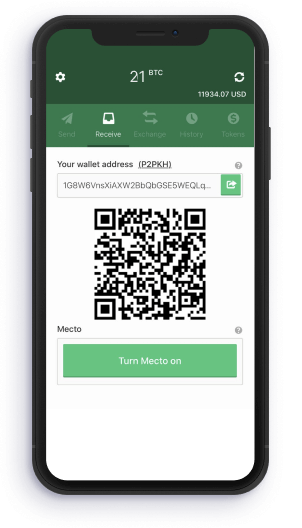 21 BTC
11934.07 USD
Send Receive Exchange History Tokens
Your wallet address (P2PKH)
1G8W6VnsXiAXW2BbQbGSE5WEQLq...
Mecto
Turn Mecto on